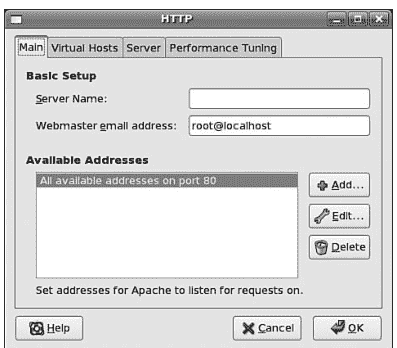 HTTP
Main Virtual Hosts Server Performance Tuning
Basic Setup
Server Name:
Webmaster email address: root@localhost
Available Addresses
All available addresses on port 80
Add...
Edit...
Delete
Set addresses for Apache to listen for requests on.
Help Cancel OK